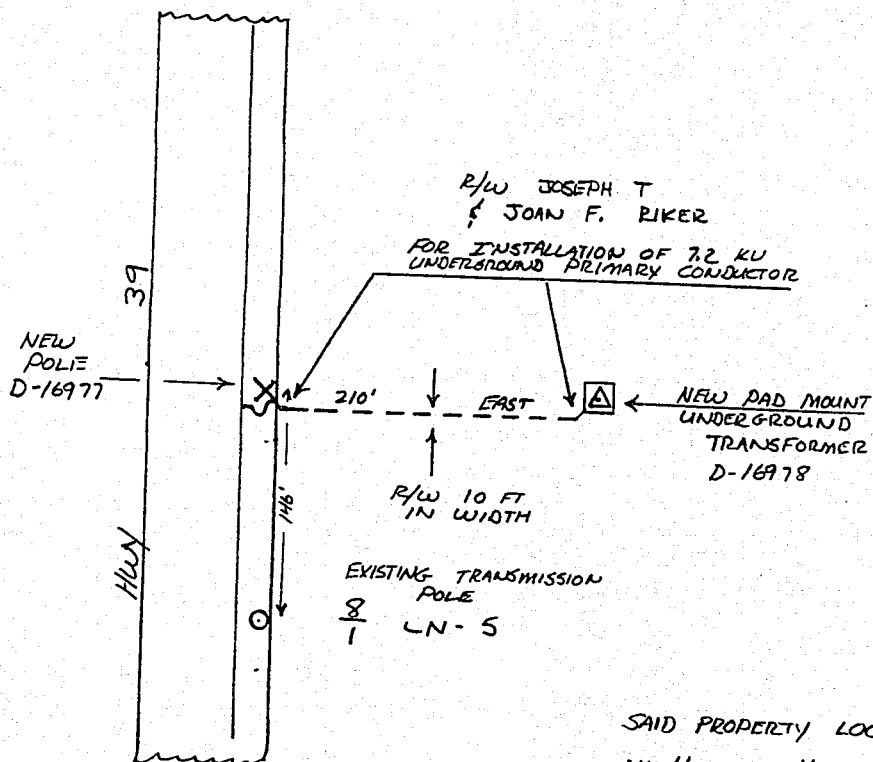 R/W JOSEPH T
& JOAN F. RIKER
FOR INSTALLATION OF 7.2 KV
UNDERGROUND PRIMARY CONDUCTOR
HWY 39
NEW
POLE
D-16977
210'
EAST
NEW PAD MOUNT
UNDERGROUND
TRANSFORMER
D-16978
R/W 10 FT
IN WIDTH
146'
EXISTING TRANSMISSION
POLE
8/1 LN-5
SAID PROPERTY